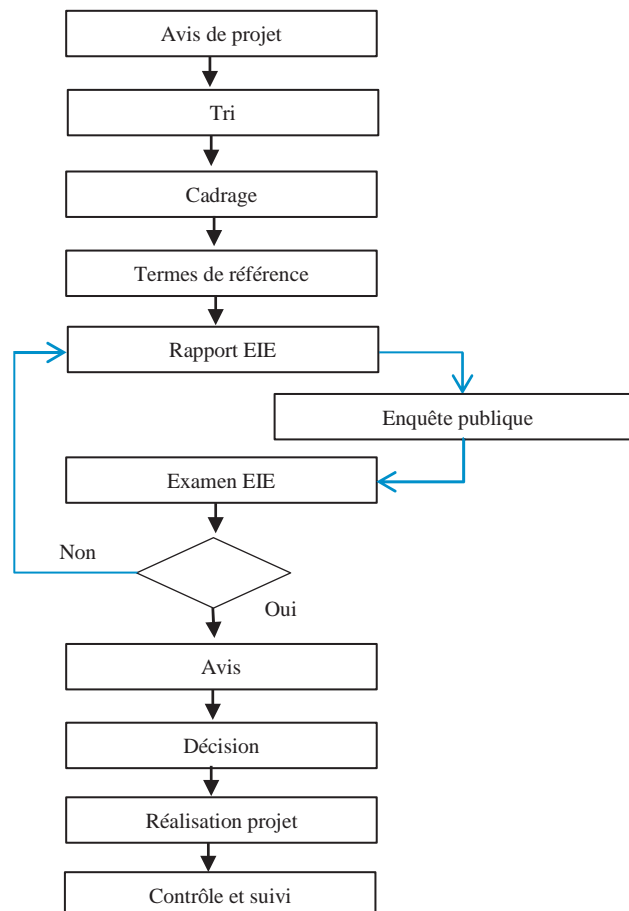 Avis de projet
Tri
Cadrage
Termes de référence
Rapport EIE
Enquête publique
Examen EIE
Non
Oui
Avis
Décision
Réalisation projet
Contrôle et suivi